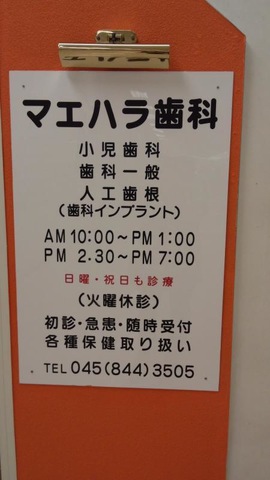 マエハラ歯科
小児歯科
歯科一般
人工歯根
(歯科インプラント)
AM 10:00～PM 1:00
PM 2.30～PM 7:00
日曜・祝日も診療
(火曜休診)
初診・急患・随時受付
各種保健取り扱い
TEL 045(844)3505